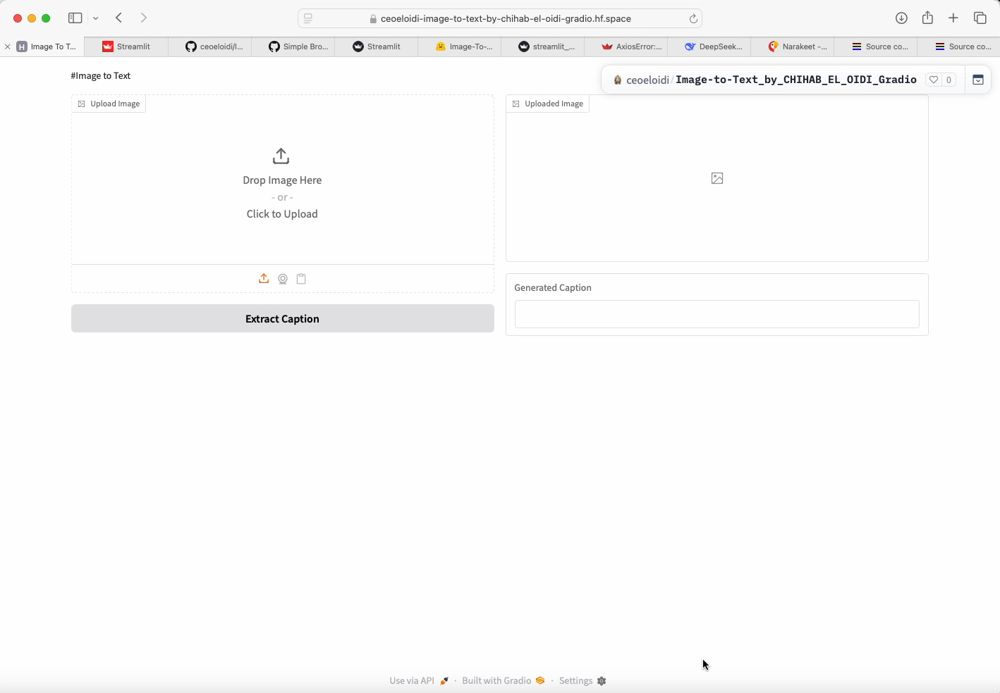 ceoeloidi-image-to-text-by-chihab-el-oidi-gradio.hf.space
H Image To T...
Streamlit
ceoeloidi/I...
Simple Bro...
Streamlit
Image-To-...
streamlit_...
AxiosError:...
DeepSeek...
Narakeet -...
Source co...
Source co...
#Image to Text
ceoeloidi/Image-to-Text_by_CHIHAB_EL_OIDI_Gradio
0
Upload Image
Drop Image Here
- or -
Click to Upload
Extract Caption
Uploaded Image
Generated Caption
Use via API · Built with Gradio · Settings